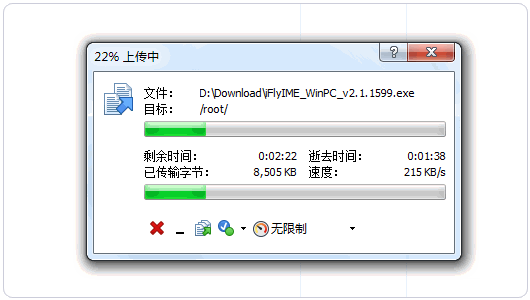 22% 上传中
文件: D:\Download\iFlyIME_WinPC_v2.1.1599.exe
目标: /root/
剩余时间: 0:02:22 逝去时间: 0:01:38
已传输字节: 8,505 KB 速度: 215 KB/s
无限制